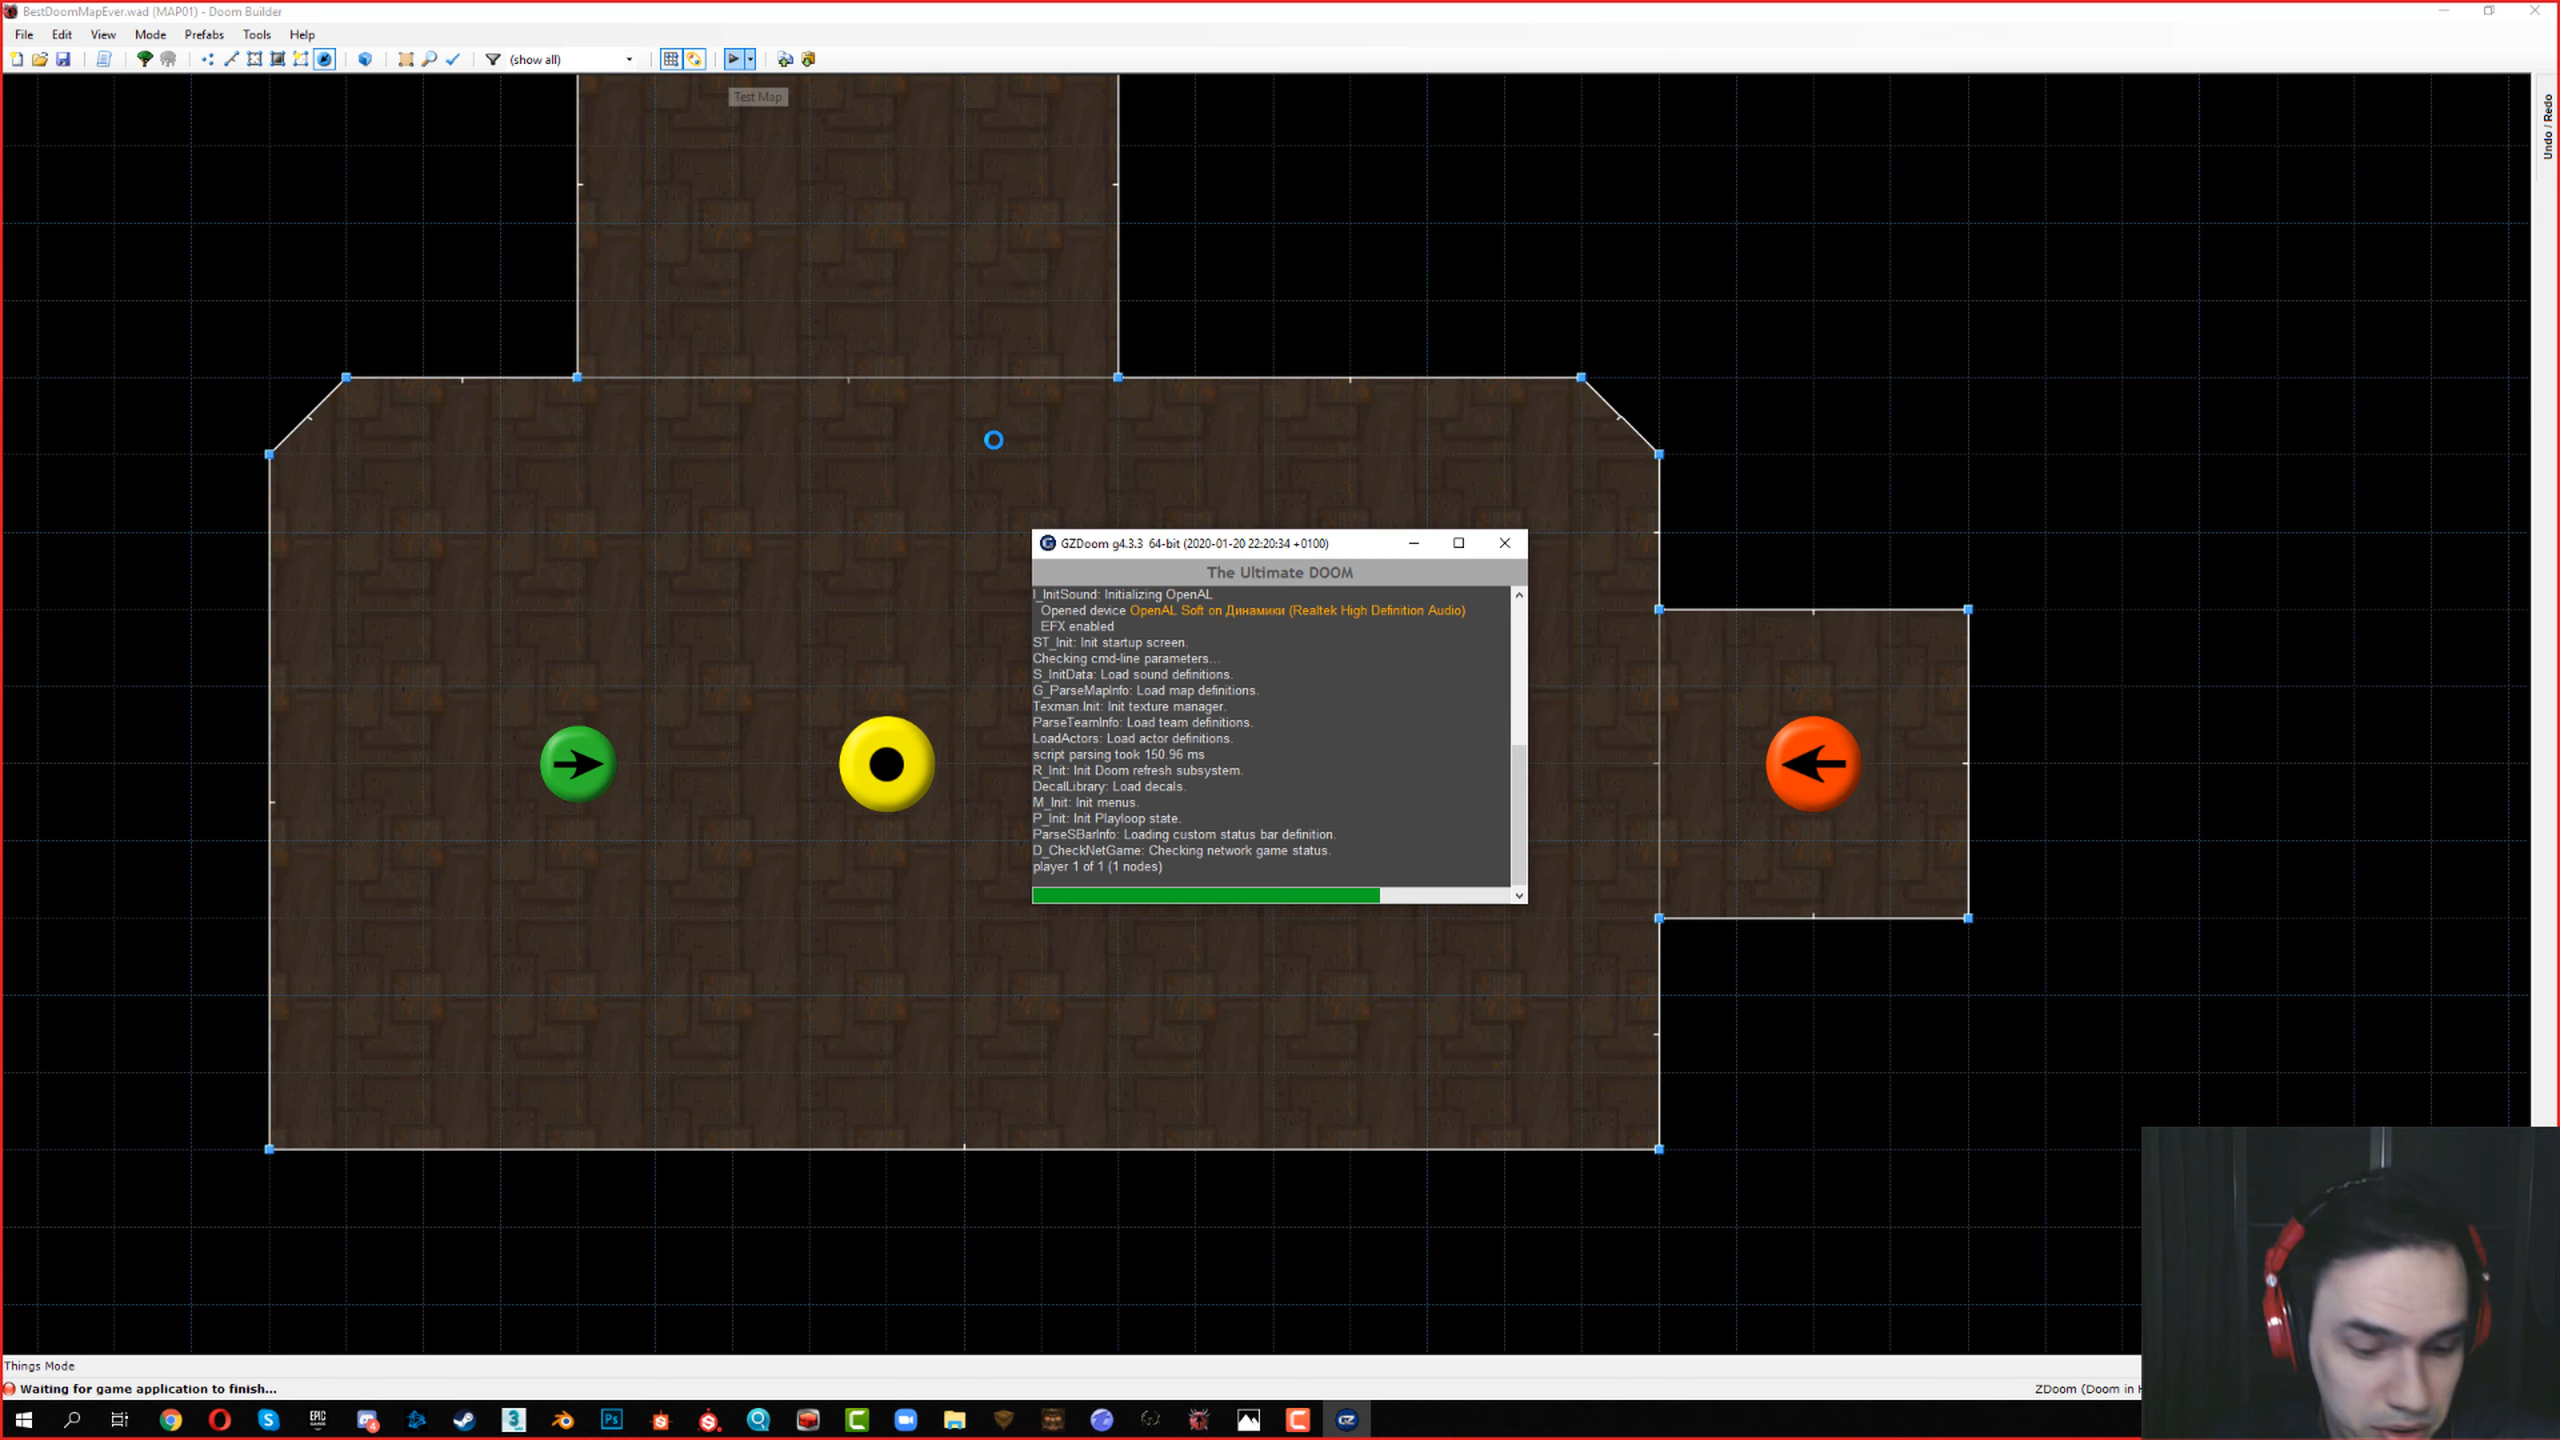 BestDoomMapEver.wad (MAP01) - Doom Builder
File Edit View Mode Prefabs Tools Help
(show all)
Test Map
Undo / Redo
GZDoom g4.3.3 64-bit (2020-01-20 22:20:34 +0100)
The Ultimate DOOM
I_InitSound: Initializing OpenAL
Opened device OpenAL Soft on Динамики (Realtek High Definition Audio)
EFX enabled
ST_Init: Init startup screen.
Checking cmd-line parameters...
S_InitData: Load sound definitions.
G_ParseMapInfo: Load map definitions.
Texman.Init: Init texture manager.
ParseTeamInfo: Load team definitions.
LoadActors: Load actor definitions.
script parsing took 150.96 ms
R_Init: Init Doom refresh subsystem.
DecalLibrary: Load decals.
M_Init: Init menus.
P_Init: Init Playloop state.
ParseSBarInfo: Loading custom status bar definition.
D_CheckNetGame: Checking network game status.
player 1 of 1 (1 nodes)
Things Mode
Waiting for game application to finish...
ZDoom (Doom in
EPIC
GAMES
4
3
Ps
GZ